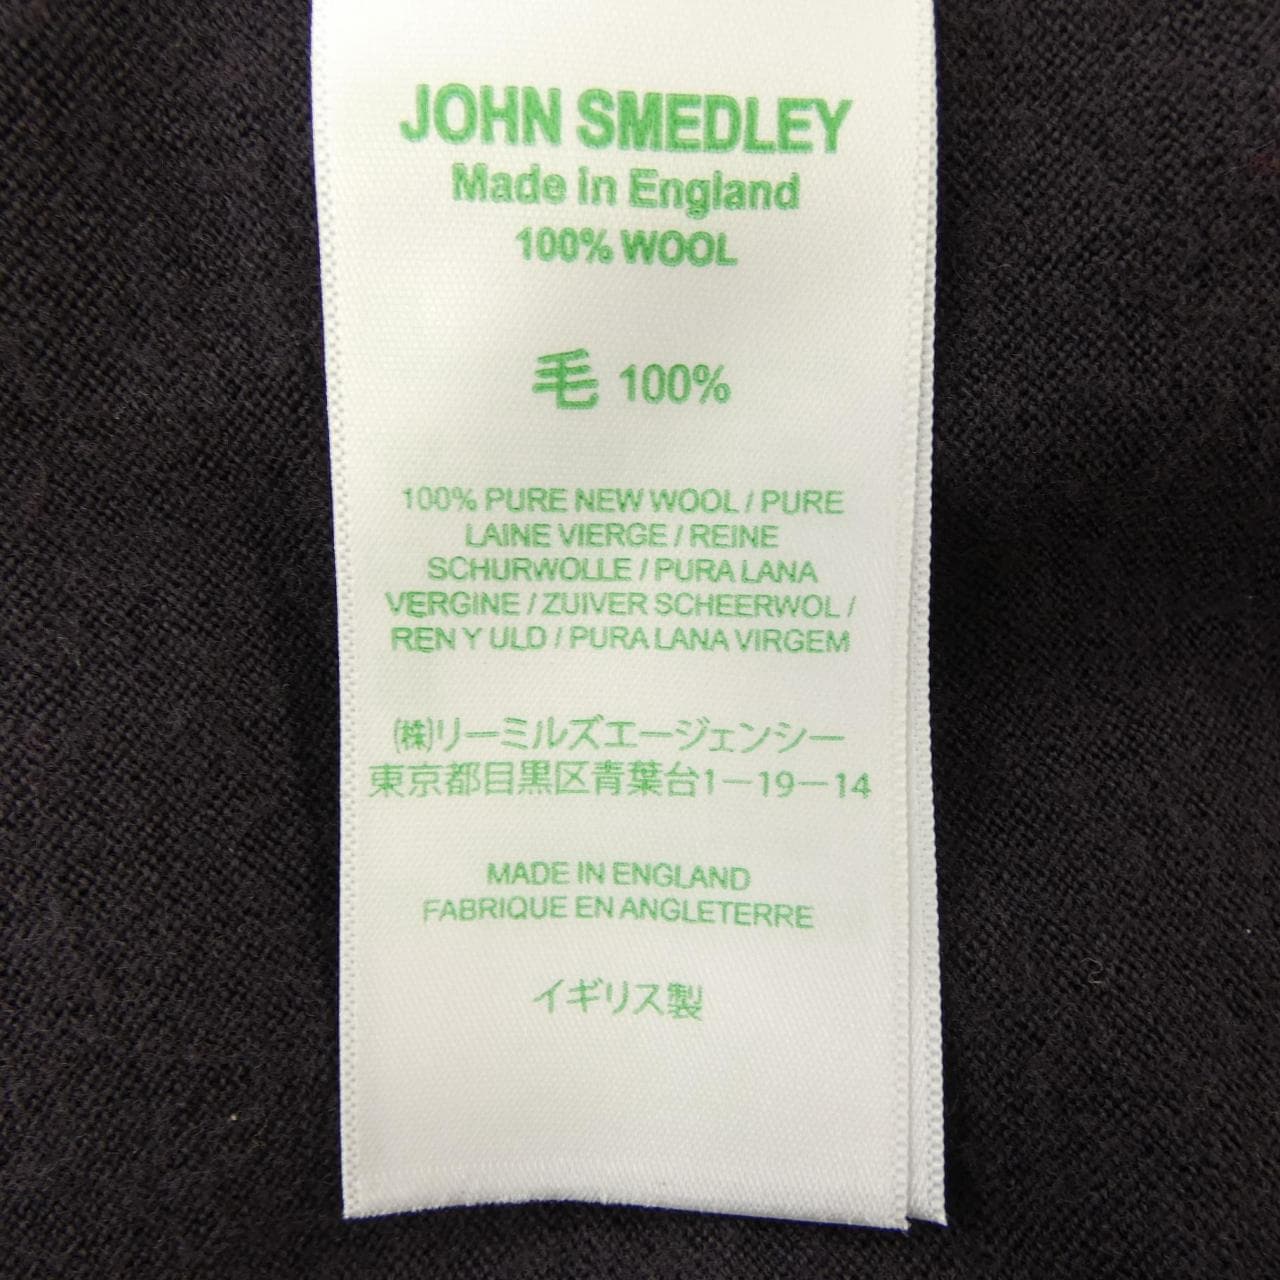 JOHN SMEDLEY
Made in England
100% WOOL
毛 100%
100% PURE NEW WOOL / PURE
LAINE VIERGE / REINE
SCHURWOLLE / PURA LANA
VERGINE / ZUIVER SCHEERWOL /
REN Y ULD / PURA LANA VIRGEM
(株)リーミルズエージェンシー
東京都目黒区青葉台1-19-14
MADE IN ENGLAND
FABRIQUE EN ANGLETERRE
イギリス製